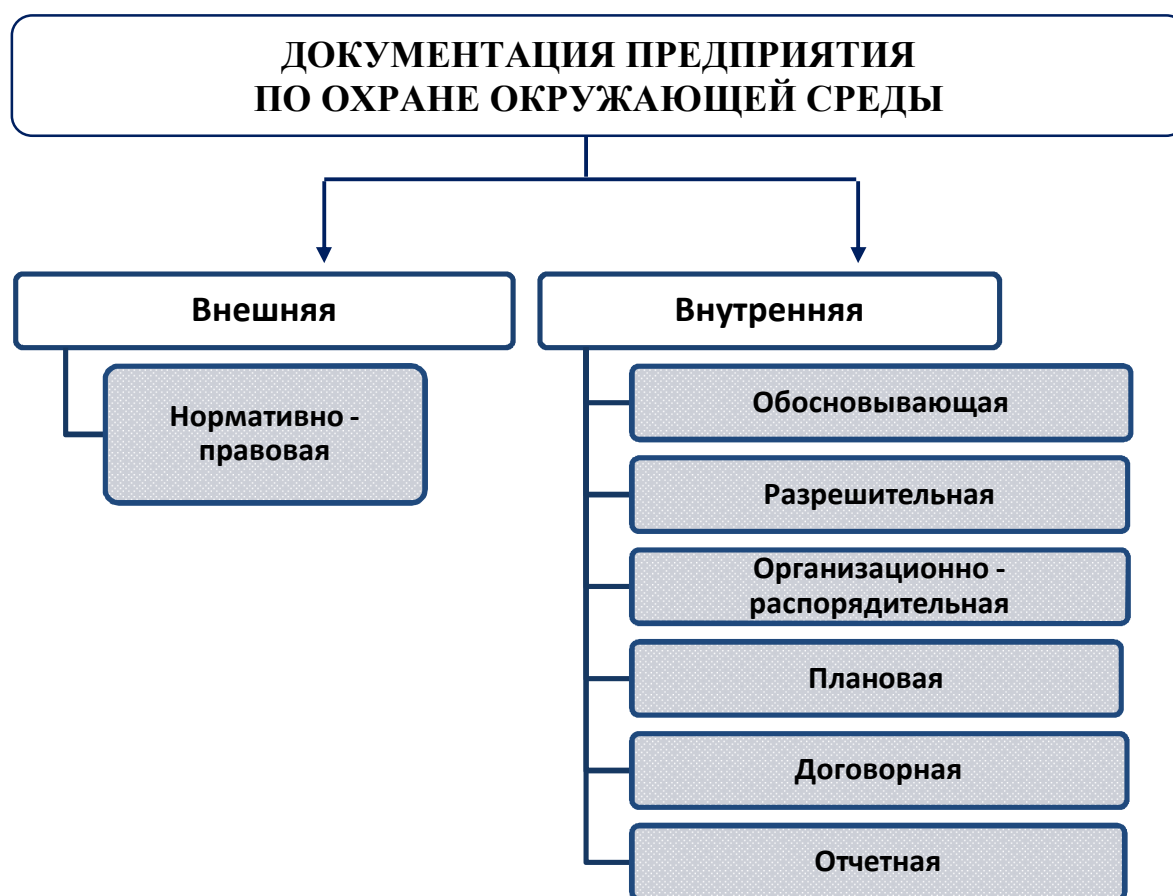 ДОКУМЕНТАЦИЯ ПРЕДПРИЯТИЯ
ПО ОХРАНЕ ОКРУЖАЮЩЕЙ СРЕДЫ
Внешняя
Нормативно -
правовая
Внутренняя
Обосновывающая
Разрешительная
Организационно -
распорядительная
Плановая
Договорная
Отчетная